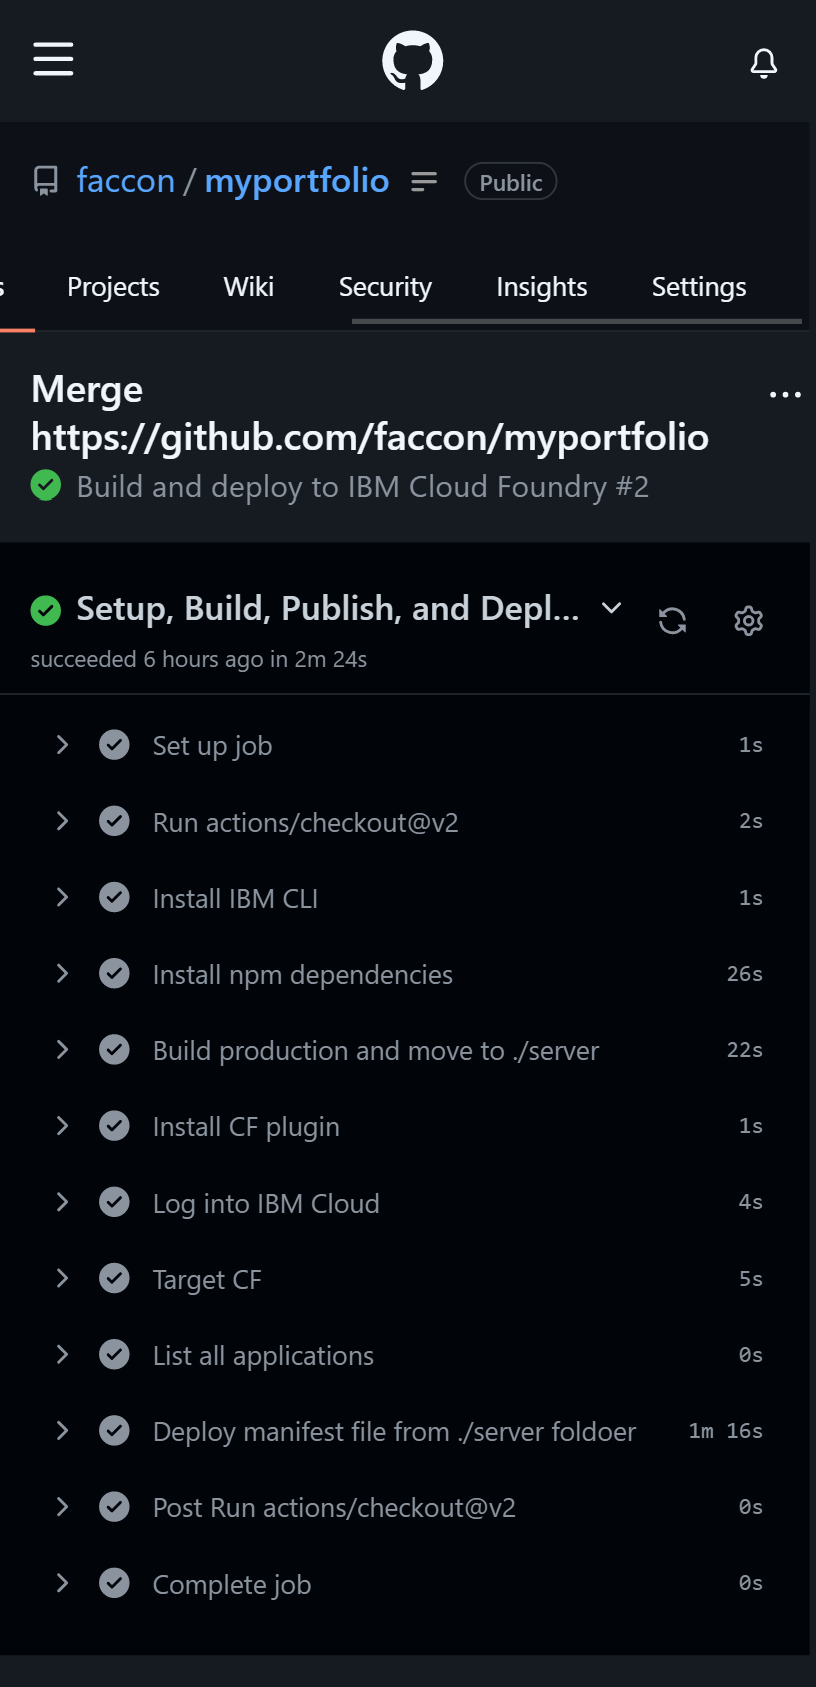 faccon / myportfolio Public
s Projects Wiki Security Insights Settings
Merge
https://github.com/faccon/myportfolio
Build and deploy to IBM Cloud Foundry #2
Setup, Build, Publish, and Depl...
succeeded 6 hours ago in 2m 24s
Set up job 1s
Run actions/checkout@v2 2s
Install IBM CLI 1s
Install npm dependencies 26s
Build production and move to ./server 22s
Install CF plugin 1s
Log into IBM Cloud 4s
Target CF 5s
List all applications 0s
Deploy manifest file from ./server foldoer 1m 16s
Post Run actions/checkout@v2 0s
Complete job 0s